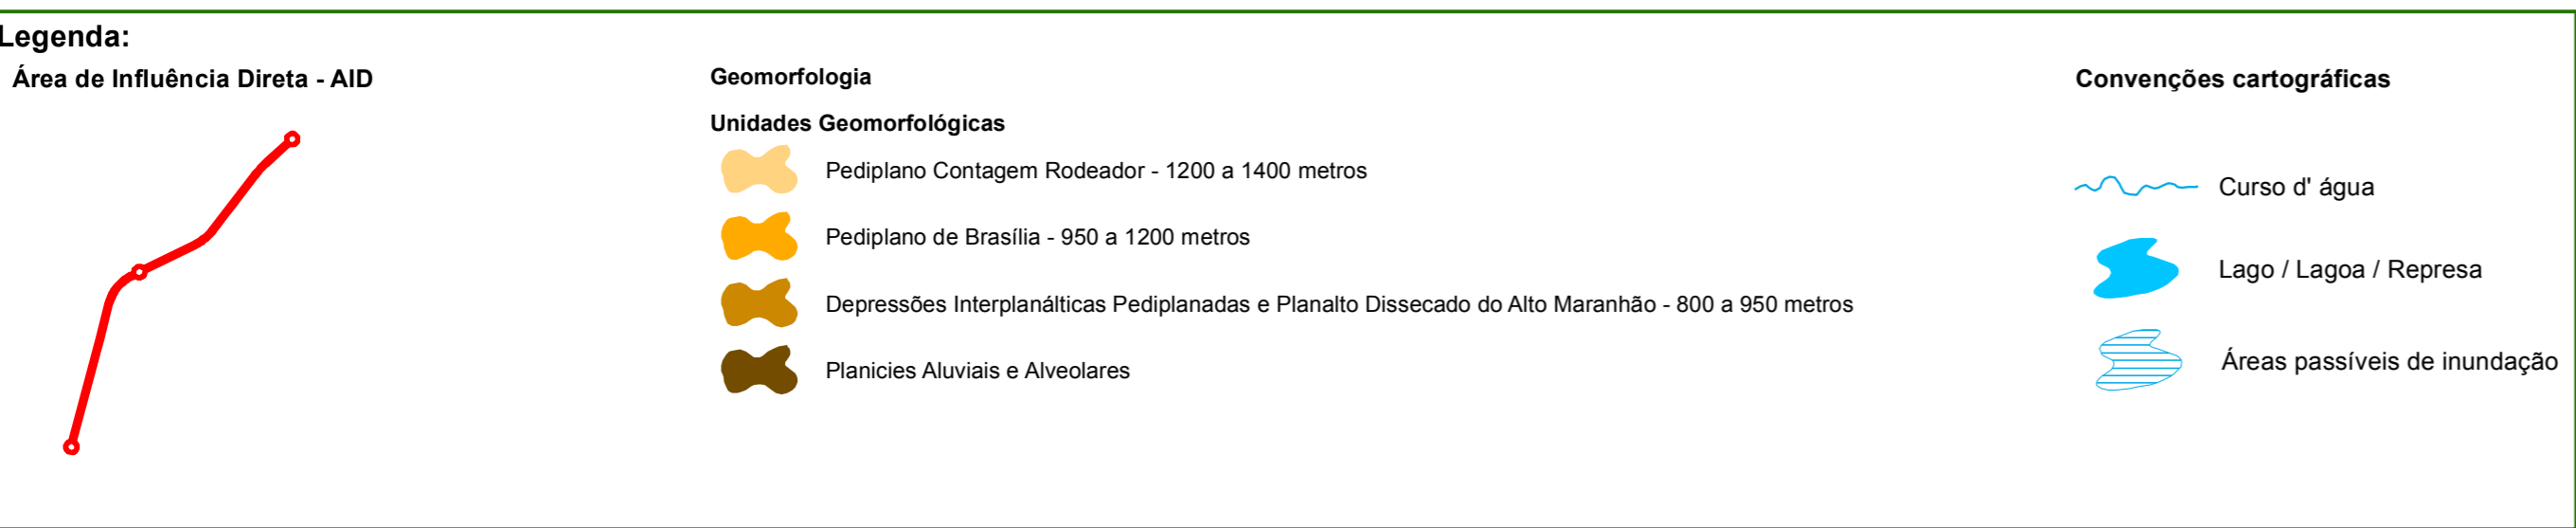 Legenda:
Área de Influência Direta - AID
Geomorfologia
Unidades Geomorfológicas
Pediplano Contagem Rodeador - 1200 a 1400 metros
Pediplano de Brasília - 950 a 1200 metros
Depressões Interplanálticas Pediplanadas e Planalto Dissecado do Alto Maranhão - 800 a 950 metros
Planicies Aluviais e Alveolares
Convenções cartográficas
Curso d' água
Lago / Lagoa / Represa
Áreas passíveis de inundação